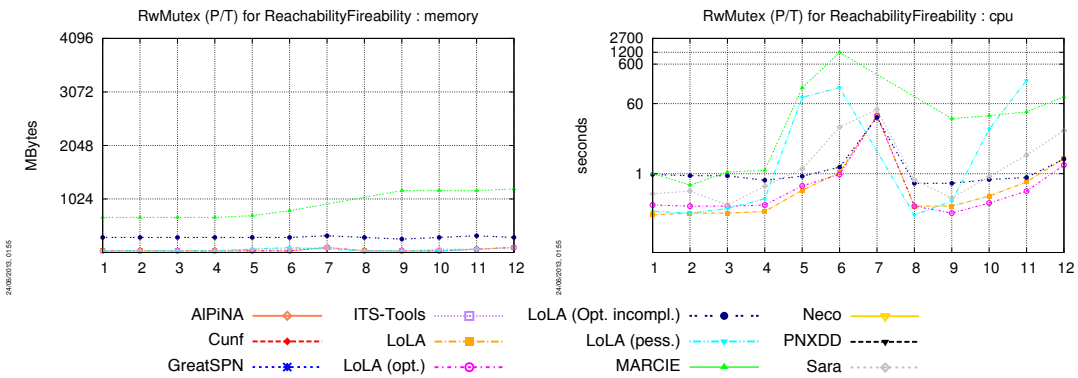 RwMutex (P/T) for ReachabilityFireability : memory
4096
3072
2048
1024
MBytes
1 2 3 4 5 6 7 8 9 10 11 12
24/06/2013, 01:55
RwMutex (P/T) for ReachabilityFireability : cpu
2700
1200
600
60
1
seconds
1 2 3 4 5 6 7 8 9 10 11 12
24/06/2013, 01:55
AlPiNA ITS-Tools LoLA (Opt. incompl.) Neco
Cunf LoLA LoLA (pess.) PNXDD
GreatSPN LoLA (opt.) MARCIE Sara